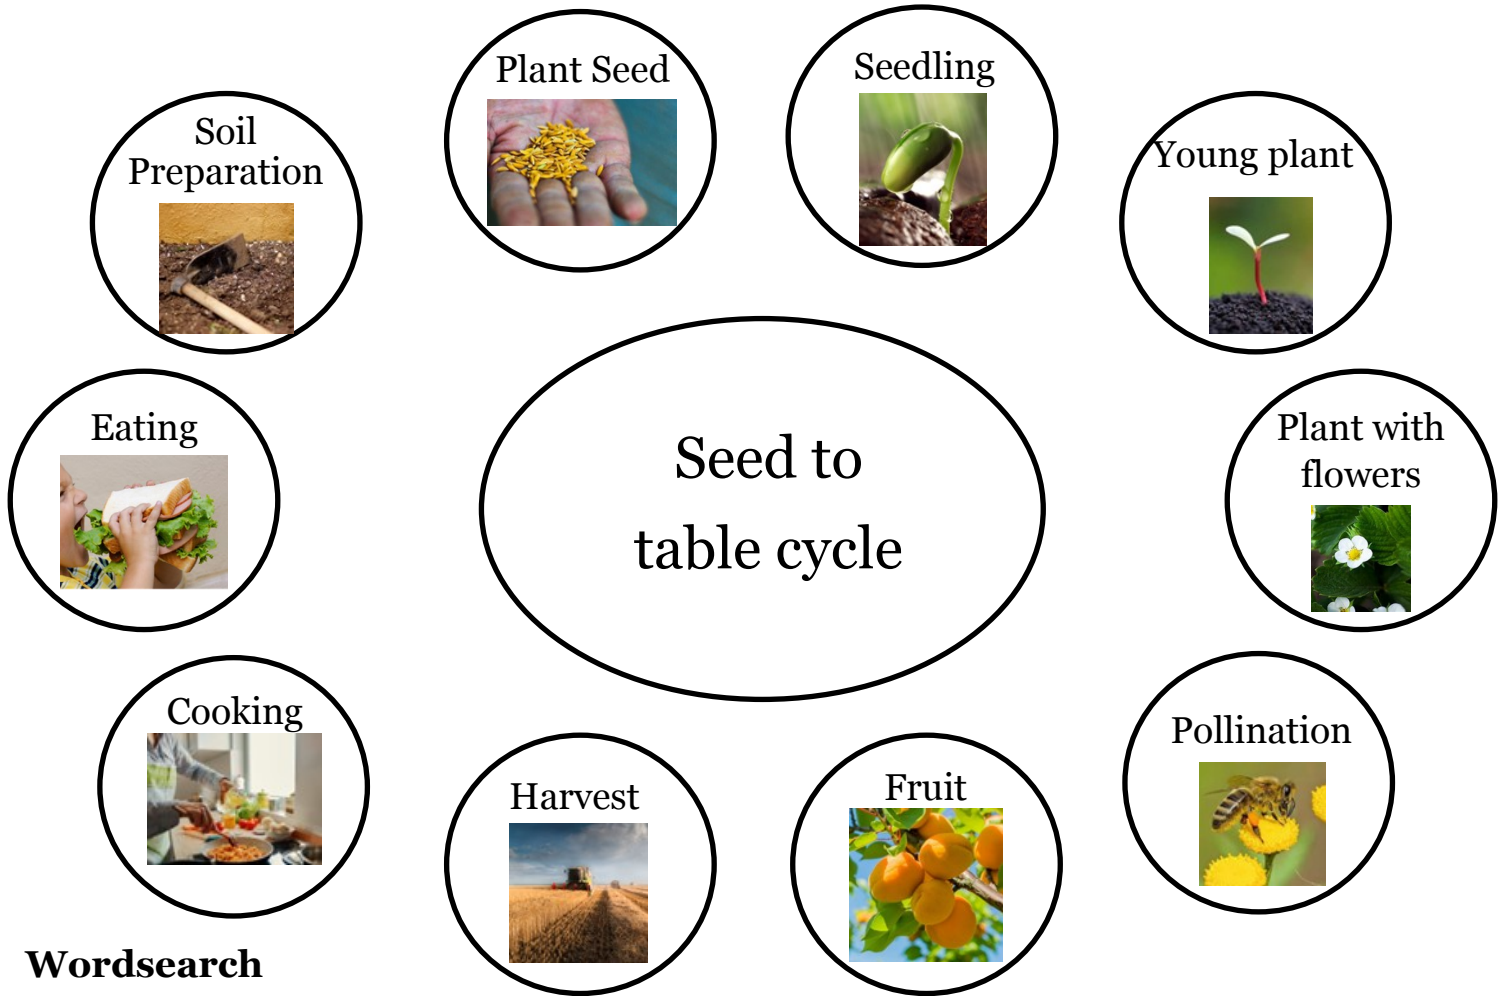 Seed to
table cycle
Soil
Preparation
Plant Seed
Seedling
Young plant
Plant with
flowers
Pollination
Fruit
Harvest
Cooking
Eating
Wordsearch